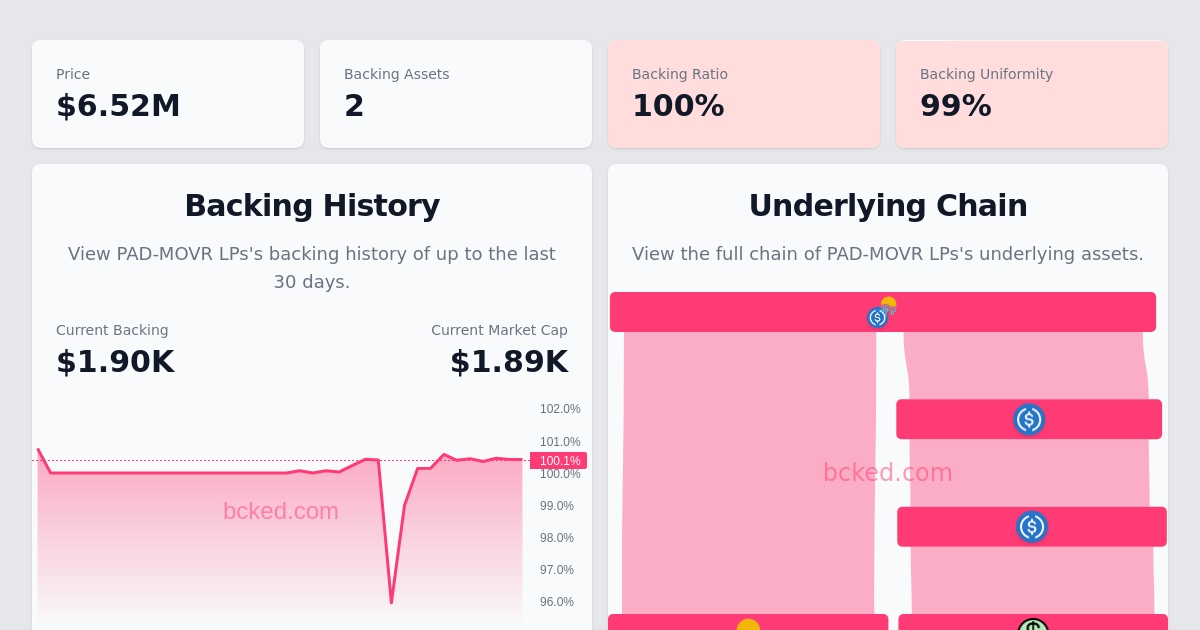 Price
$6.52M
Backing Assets
2
Backing Ratio
100%
Backing Uniformity
99%
Backing History
View PAD-MOVR LPs's backing history of up to the last
30 days.
Current Backing
$1.90K
Current Market Cap
$1.89K
102.0%
101.0%
100.1%
100.0%
99.0%
98.0%
97.0%
96.0%
bcked.com
Underlying Chain
View the full chain of PAD-MOVR LPs's underlying assets.
bcked.com